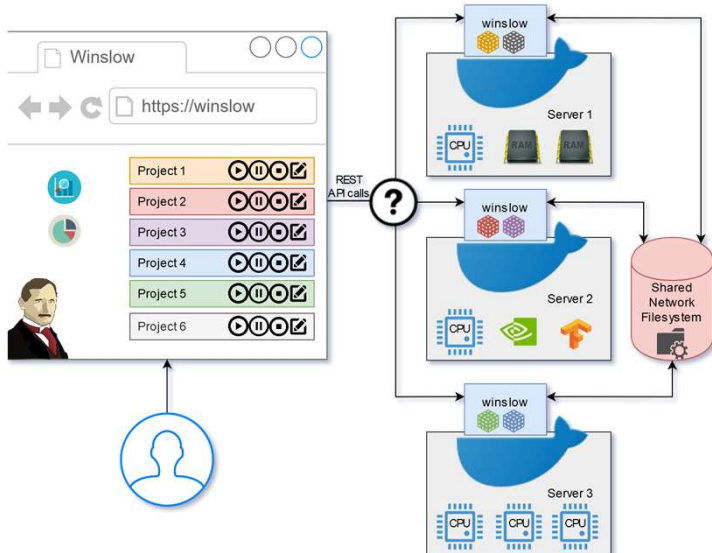 Winslow
https://winslow
Project 1
Project 2
Project 3
Project 4
Project 5
Project 6
REST
API calls
?
winslow
Server 1
CPU
RAM
RAM
winslow
Server 2
CPU
Shared
Network
Filesystem
winslow
Server 3
CPU
CPU
CPU